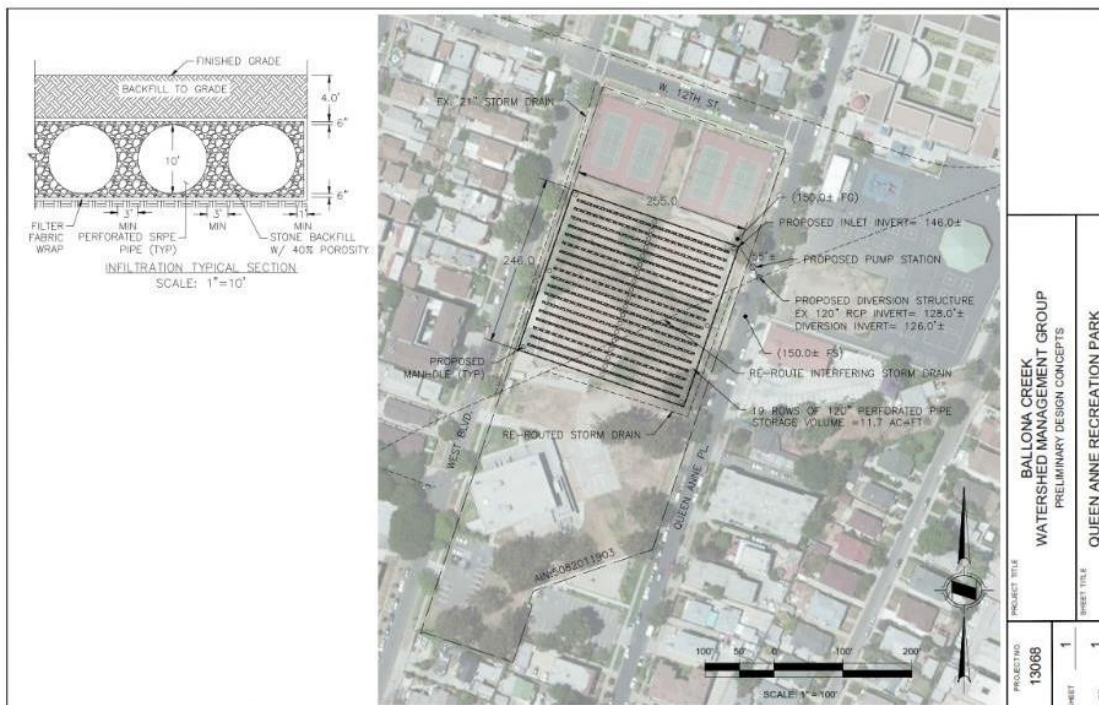 FINISHED GRADE
BACKFILL TO GRADE
4.0'
6"
10'
6"
3'
MIN
3'
MIN
1'
MIN
FILTER
FABRIC
WRAP
PERFORATED SRPE
PIPE (TYP)
STONE BACKFILL
W/ 40% POROSITY
INFILTRATION TYPICAL SECTION
SCALE: 1"=10'
W. 12TH ST.
EX. 21" STORM DRAIN
255.0
246.0
(150.0± FG)
PROPOSED INLET INVERT= 146.0±
PROPOSED PUMP STATION
PROPOSED DIVERSION STRUCTURE
EX 120" RCP INVERT= 128.0'±
DIVERSION INVERT= 126.0'±
(150.0± FS)
PROPOSED
MANHOLE (TYP)
RE-ROUTE INTERFERING STORM DRAIN
19 ROWS OF 120" PERFORATED PIPE
STORAGE VOLUME =11.7 AC-FT
RE-ROUTED STORM DRAIN
WEST BLVD.
QUEEN ANNE PL.
AIN:5082011903
100' 50' 0 100' 200'
SCALE: 1" = 100'
PROJECT TITLE
BALLONA CREEK
WATERSHED MANAGEMENT GROUP
PRELIMINARY DESIGN CONCEPTS
SHEET TITLE
QUEEN ANNE RECREATION PARK
PROJECT NO.
13068
SHEET
1
1